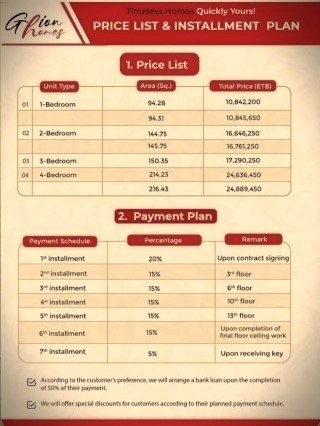 Glion homes
Timeless Homes, Quickly Yours!
PRICE LIST & INSTALLMENT PLAN
1. Price List
Unit Type Area (Sq.) Total Price (ETB)
01 1-Bedroom 94.28 10,842,200
94.31 10,845,650
02 2-Bedroom 144.75 16,646,250
145.75 16,761,250
03 3-Bedroom 150.35 17,290,250
04 4-Bedroom 214.23 24,636,450
216.43 24,889,450
2. Payment Plan
Payment Schedule Percentage Remark
1st installment 20% Upon contract signing
2nd installment 15% 3rd floor
3rd installment 15% 6th floor
4th installment 15% 10th floor
5th installment 15% 13th floor
6th installment 15% Upon completion of
final floor ceiling work
7th installment 5% Upon receiving key
According to the customer's preference, we will arrange a bank loan upon the completion
of 50% of their payment.
We will offer special discounts for customers according to their planned payment schedule.